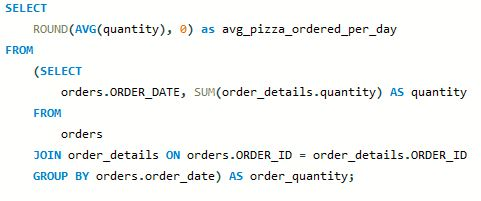 SELECT
ROUND(AVG(quantity), 0) as avg_pizza_ordered_per_day
FROM
(SELECT
orders.ORDER_DATE, SUM(order_details.quantity) AS quantity
FROM
orders
JOIN order_details ON orders.ORDER_ID = order_details.ORDER_ID
GROUP BY orders.order_date) AS order_quantity;